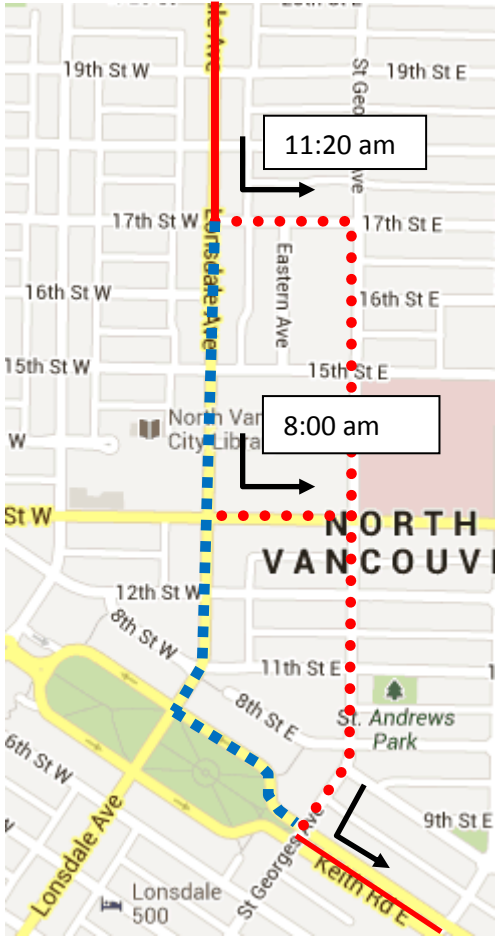 19th St W
19th St E
St Geo
Ave
11:20 am
17th St W
17th St E
Lonsdale Ave
Eastern Ave
16th St W
16th St E
15th St W
15th St E
North Van
City Libra
8:00 am
W
St W
NORTH
VANCOUV
12th St W
8th St W
11th St E
8th St E
St. Andrews
Park
6th St W
9th St E
Lonsdale Ave
St Georges Ave
Keith Rd E
Lonsdale
500